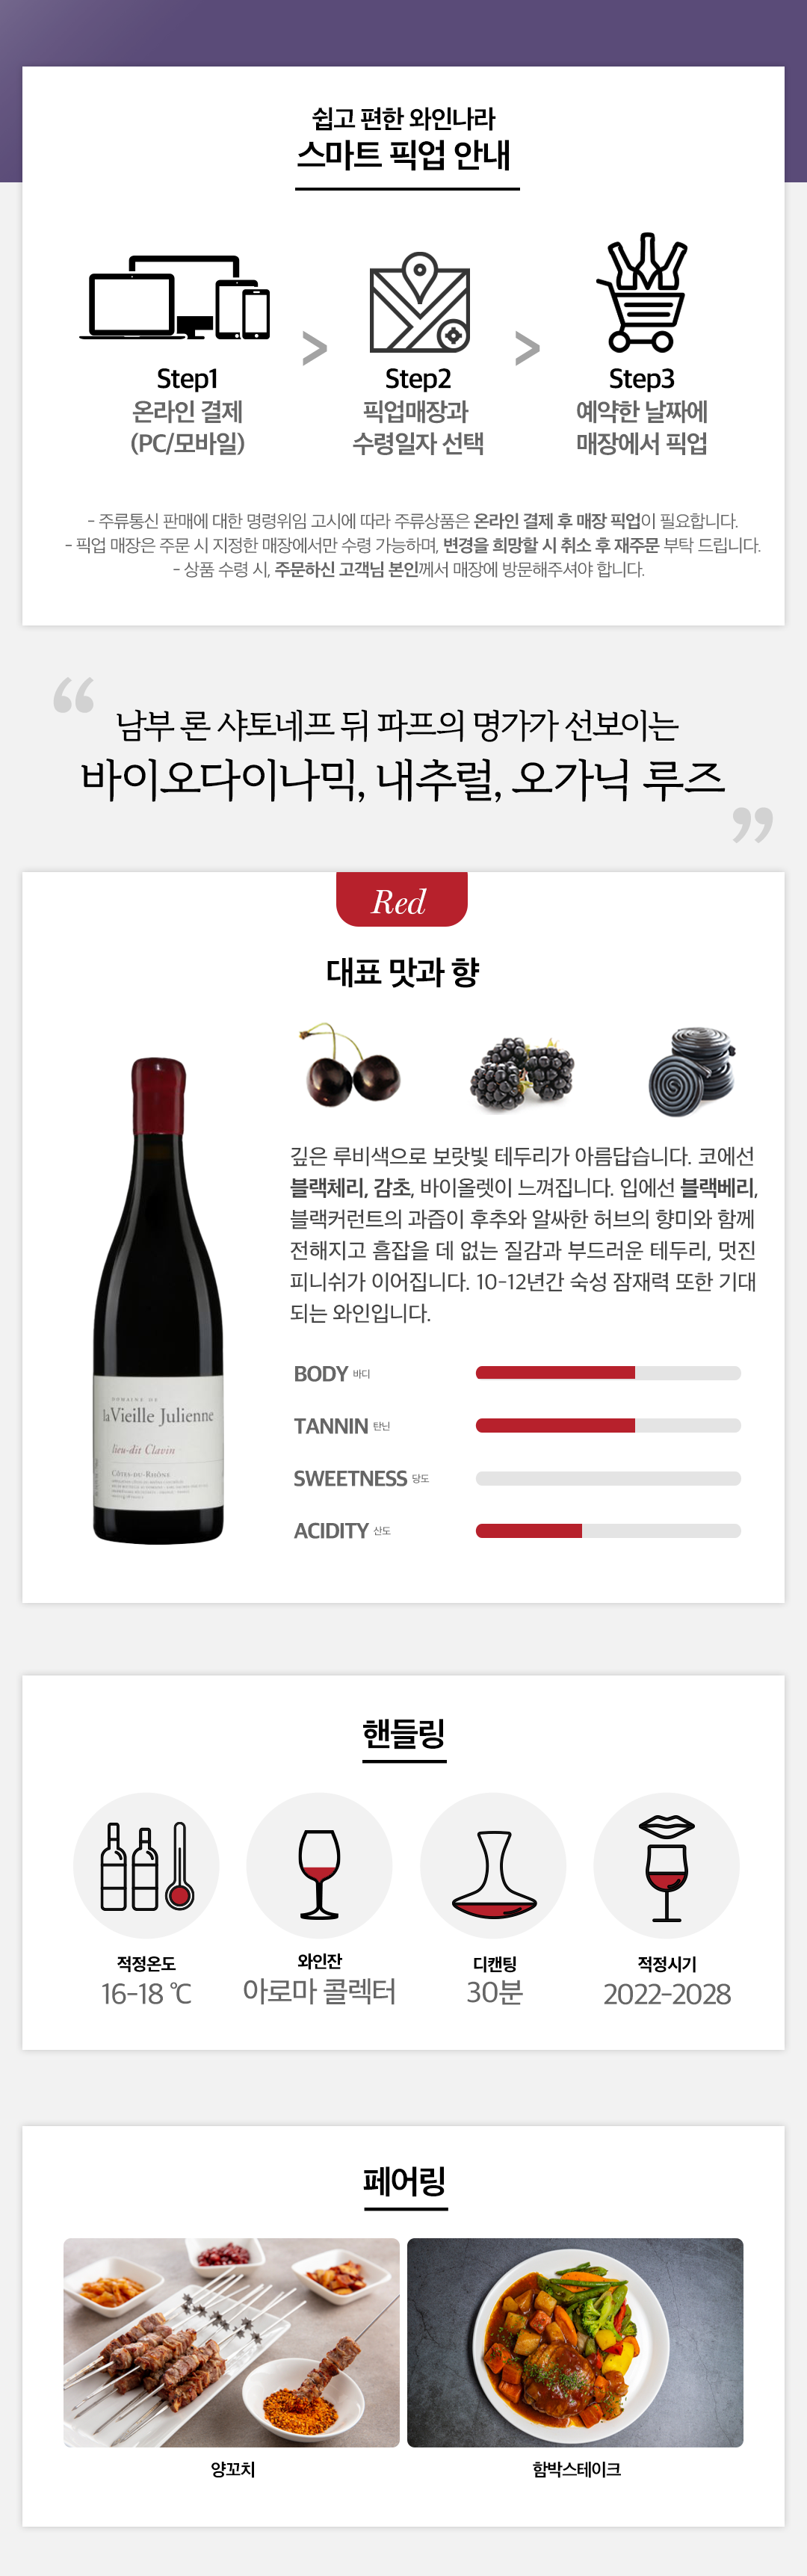 쉽고 편한 와인나라
스마트 픽업 안내
Step1
온라인 결제
(PC/모바일)
>
Step2
픽업매장과
수령일자 선택
>
Step3
예약한 날짜에
매장에서 픽업
- 주류통신 판매에 대한 명령위임 고시에 따라 주류상품은 온라인 결제 후 매장 픽업이 필요합니다.
- 픽업 매장은 주문 시 지정한 매장에서만 수령 가능하며, 변경을 희망할 시 취소 후 재주문 부탁 드립니다.
- 상품 수령 시, 주문하신 고객님 본인께서 매장에 방문해주셔야 합니다.
“
남부 론 샤토네프 뒤 파프의 명가가 선보이는
바이오다이나믹, 내추럴, 오가닉 루즈
”
Red
대표 맛과 향
깊은 루비색으로 보랏빛 테두리가 아름답습니다. 코에선
블랙체리, 감초, 바이올렛이 느껴집니다. 입에선 블랙베리,
블랙커런트의 과즙이 후추와 알싸한 허브의 향미와 함께
전해지고 흠잡을 데 없는 질감과 부드러운 테두리, 멋진
피니쉬가 이어집니다. 10-12년간 숙성 잠재력 또한 기대
되는 와인입니다.
DOMAINE DE
la Vieille Julienne
lieu-dit Clavin
CÔTES-DU-RHÔNE
BODY 바디
TANNIN 탄닌
SWEETNESS 당도
ACIDITY 산도
핸들링
적정온도
16-18 ℃
와인잔
아로마 콜렉터
디캔팅
30분
적정시기
2022-2028
페어링
양꼬치
함박스테이크